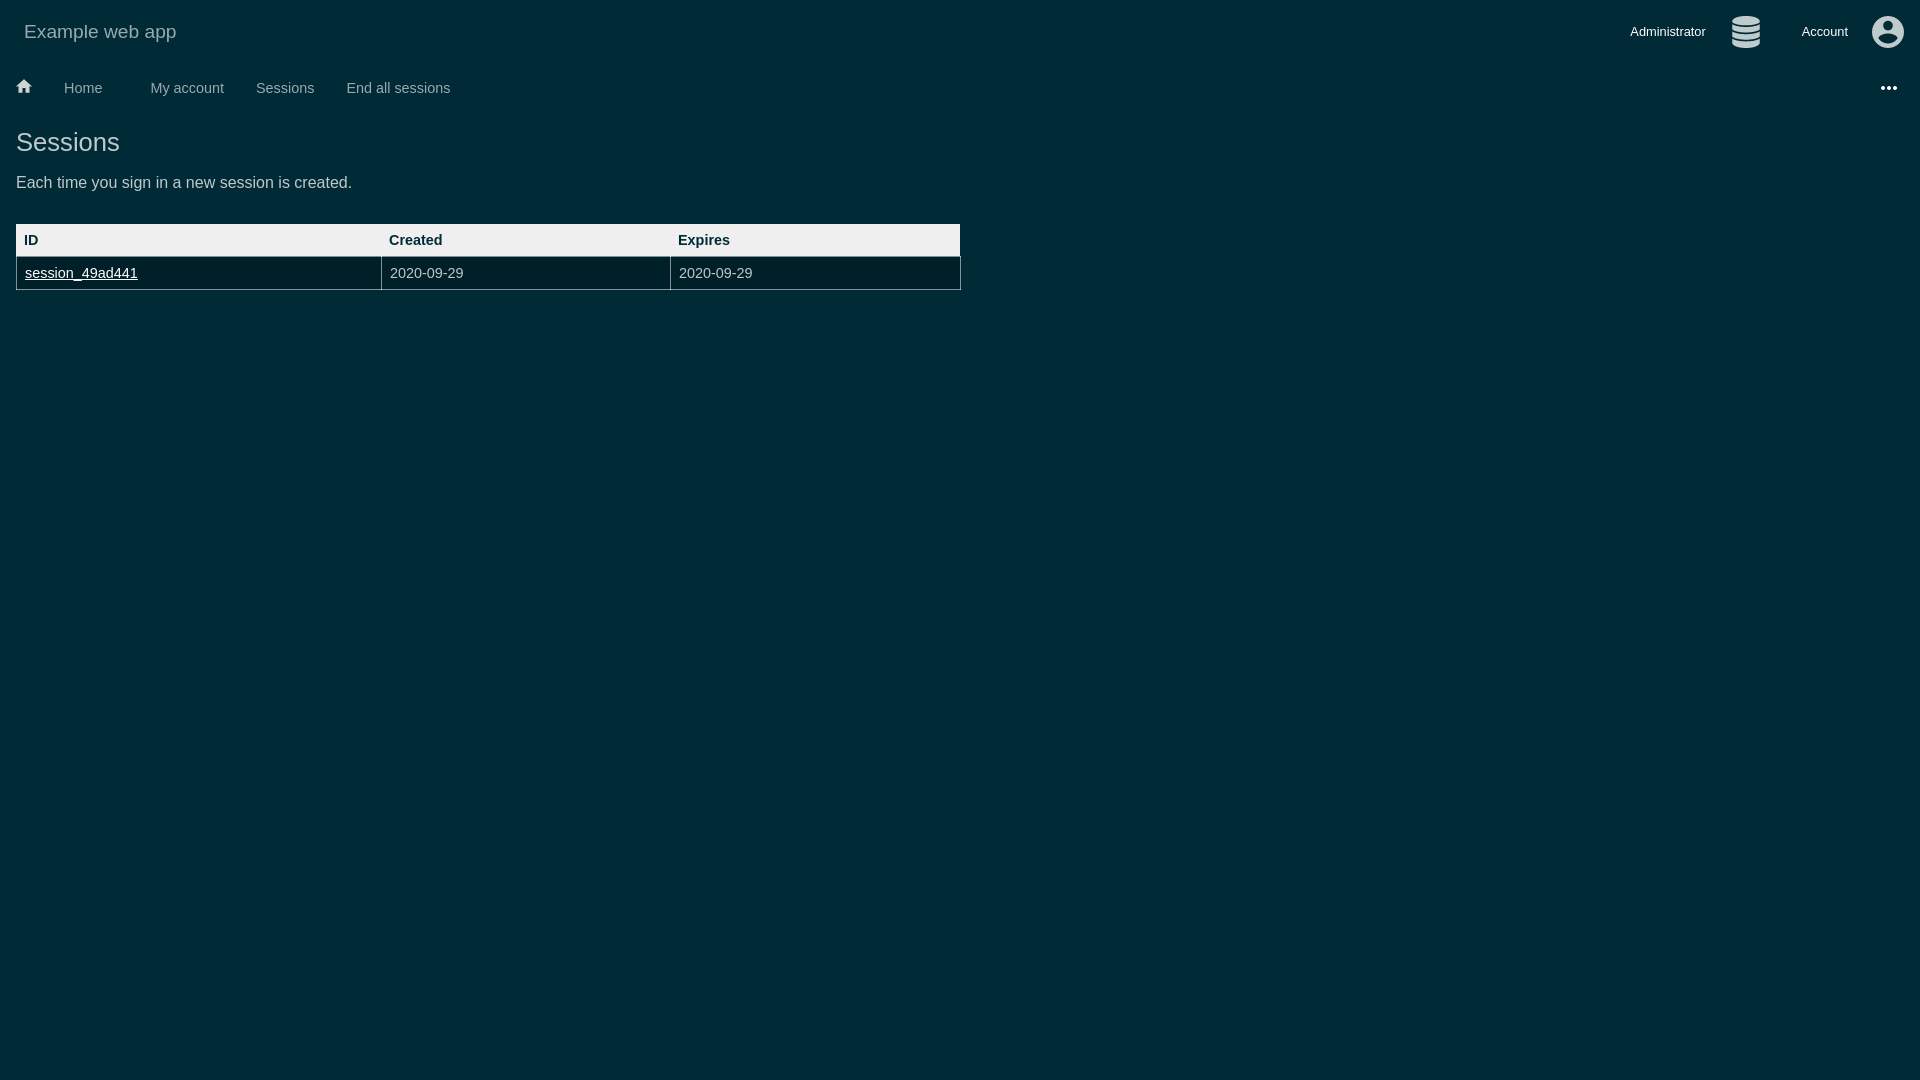 Example web app
Administrator
Account
Home
My account
Sessions
End all sessions
Sessions
Each time you sign in a new session is created.
ID Created Expires
session_49ad441 2020-09-29 2020-09-29